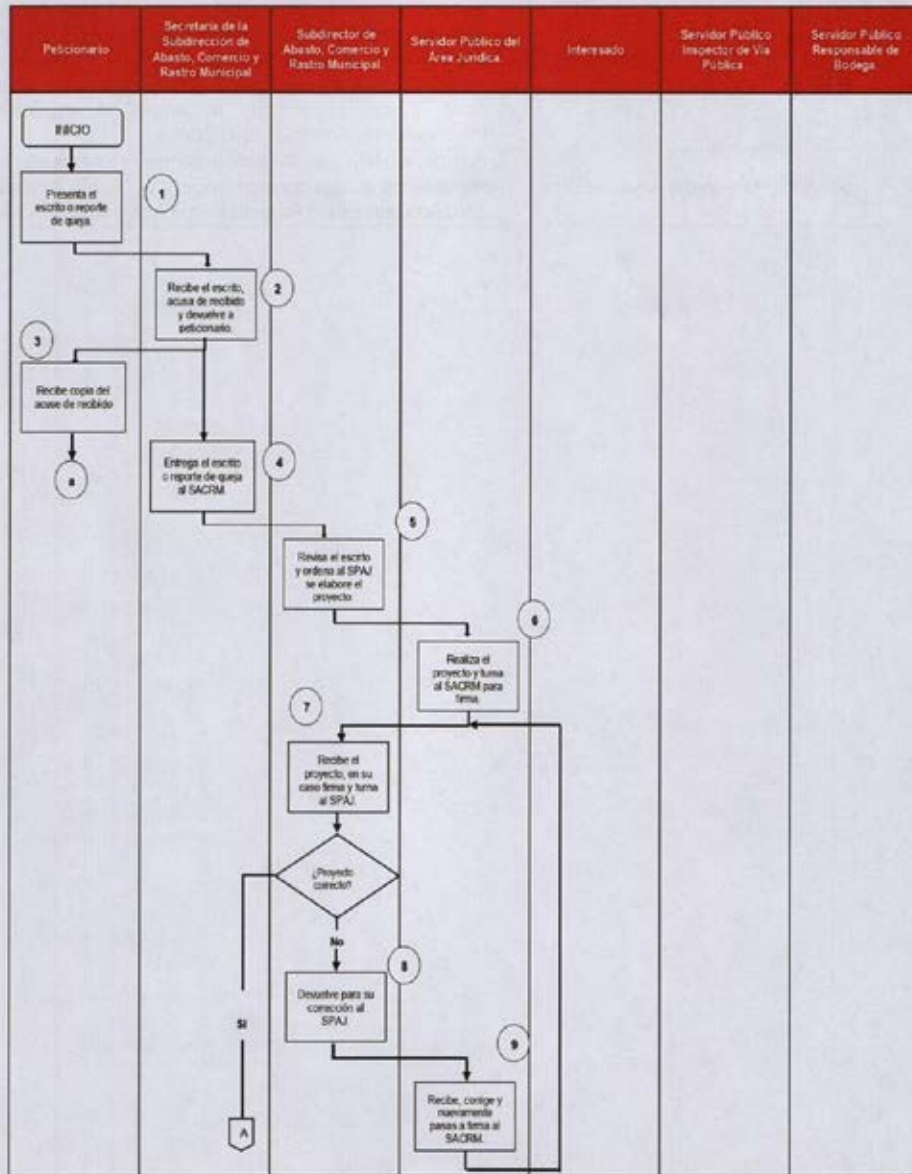 Peticionario
Secretaria de la
Subdirección de
Abasto, Comercio y
Rastro Municipal
Subdirector de
Abasto, Comercio y
Rastro Municipal
Servidor Público del
Área Jurídica.
Interesado
Servidor Público
Inspector de Vía
Pública
Servidor Público
Responsable de
Bodega.
INICIO
Presenta el
escrito o reporte
de queja.
1
Recibe el escrito,
acusa de recibido
y devuelve a
peticionario.
2
3
Recibe copia del
acuse de recibido
a
Entrega el escrito
o reporte de queja
al SACRM.
4
5
Revisa el escrito
y ordena al SPAJ
se elabore el
proyecto.
6
Realiza el
proyecto y turna
al SACRM para
firma.
7
Recibe el
proyecto, en su
caso firma y turna
al SPAJ.
¿Proyecto
correcto?
No
8
Devuelve para su
corrección al
SPAJ
Si
9
Recibe, corrige y
nuevamente
pasas a firma al
SACRM.
A